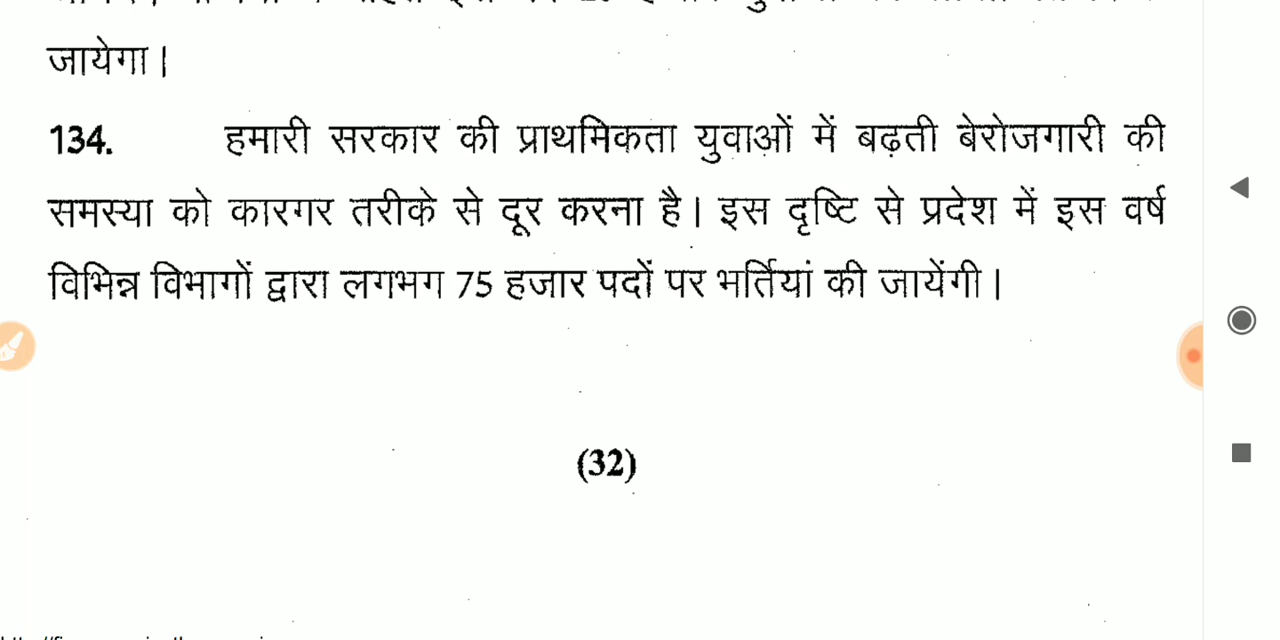 जायेगा।
134. हमारी सरकार की प्राथमिकता युवाओं में बढ़ती बेरोजगारी की
समस्या को कारगर तरीके से दूर करना है। इस दृष्टि से प्रदेश में इस वर्ष
विभिन्न विभागों द्वारा लगभग 75 हजार पदों पर भर्तियां की जायेंगी।
(32)